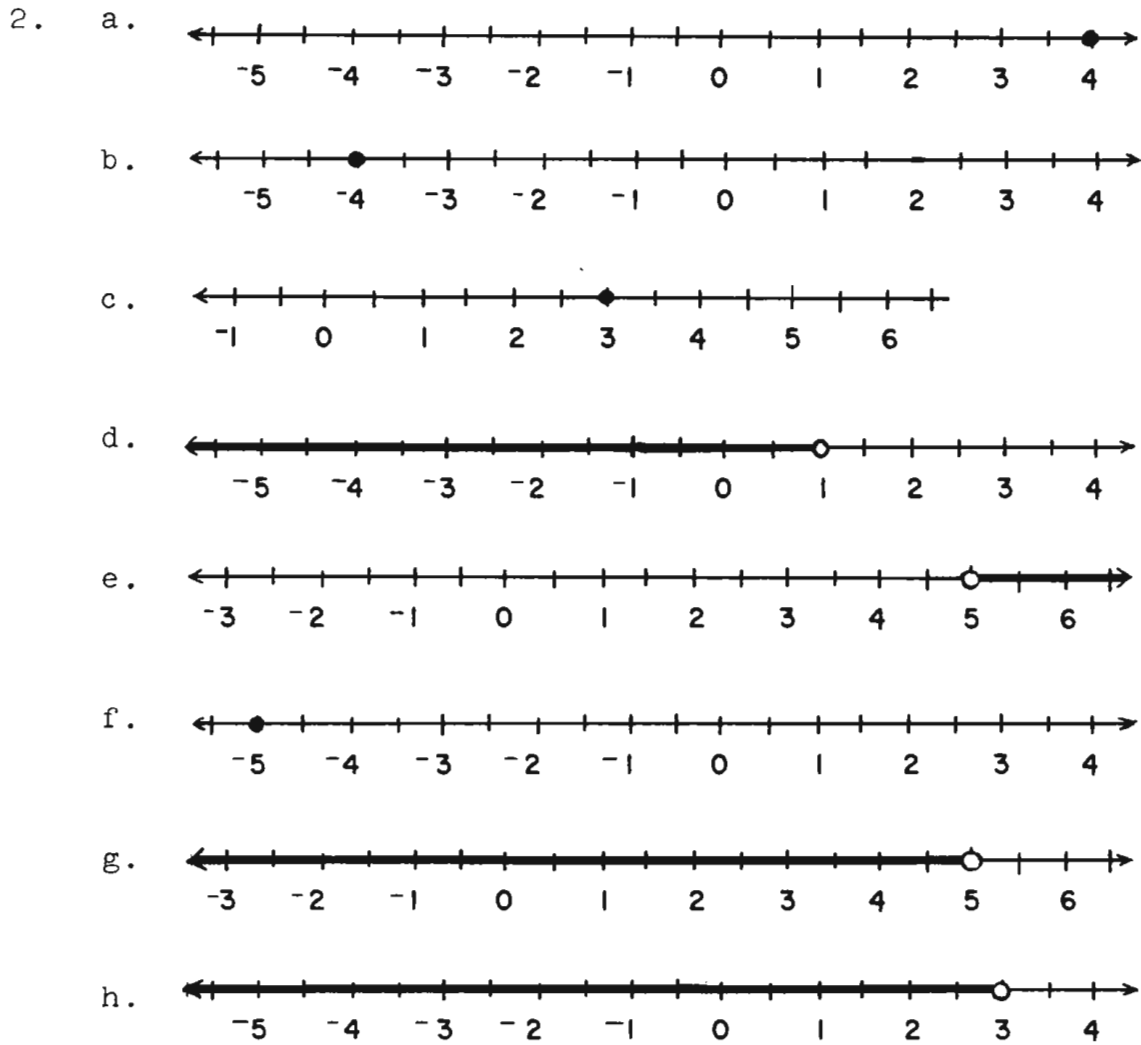 2. a.
⁻5 ⁻4 ⁻3 ⁻2 ⁻1 0 1 2 3 4
b.
⁻5 ⁻4 ⁻3 ⁻2 ⁻1 0 1 2 3 4
c.
⁻1 0 1 2 3 4 5 6
d.
⁻5 ⁻4 ⁻3 ⁻2 ⁻1 0 1 2 3 4
e.
⁻3 ⁻2 ⁻1 0 1 2 3 4 5 6
f.
⁻5 ⁻4 ⁻3 ⁻2 ⁻1 0 1 2 3 4
g.
⁻3 ⁻2 ⁻1 0 1 2 3 4 5 6
h.
⁻5 ⁻4 ⁻3 ⁻2 ⁻1 0 1 2 3 4